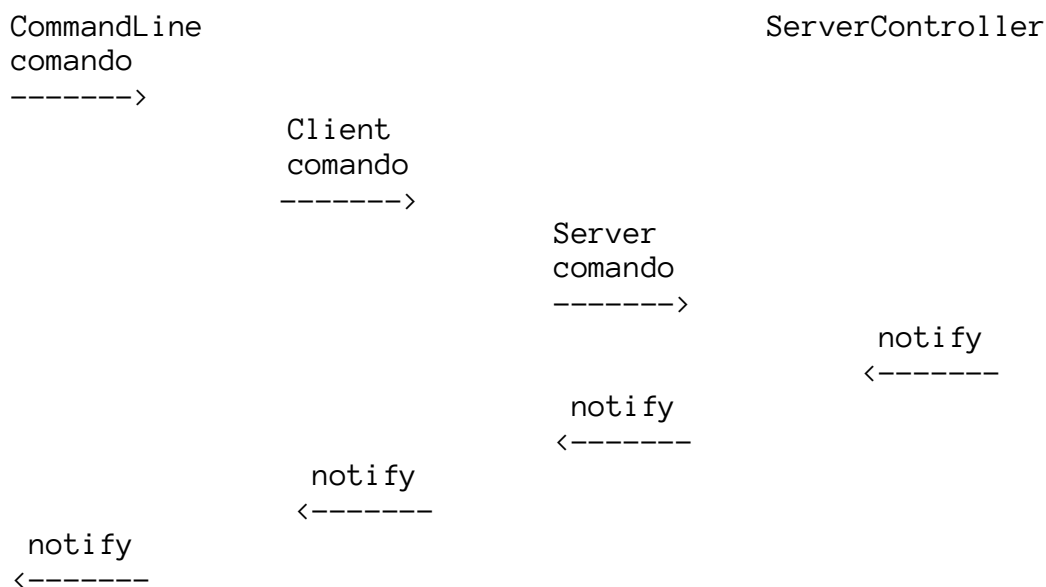 CommandLine ServerController
comando
------->
Client
comando
------->
Server
comando
------->
notify
<-------
notify
<-------
notify
<-------
notify
<-------